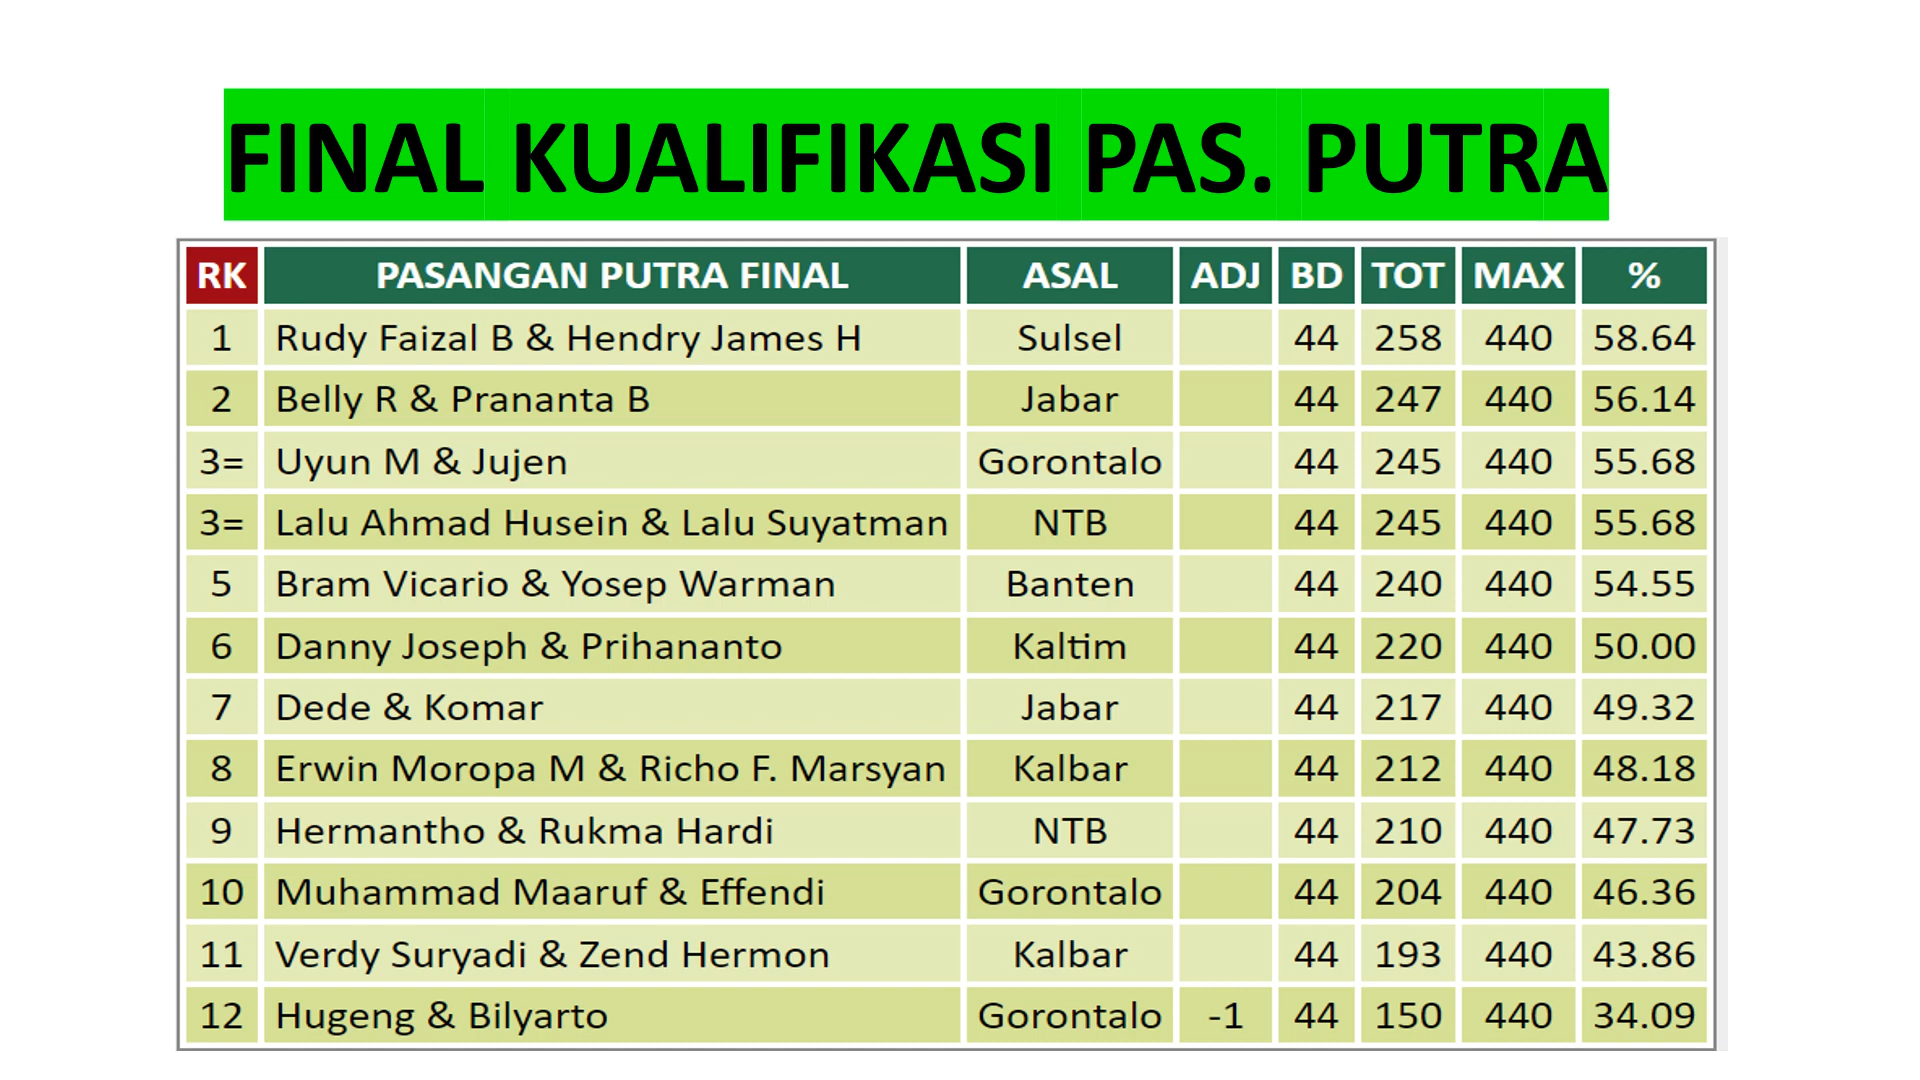 FINAL KUALIFIKASI PAS. PUTRA
RK PASANGAN PUTRA FINAL ASAL ADJ BD TOT MAX %
1 Rudy Faizal B & Hendry James H Sulsel 44 258 440 58.64
2 Belly R & Prananta B Jabar 44 247 440 56.14
3= Uyun M & Jujen Gorontalo 44 245 440 55.68
3= Lalu Ahmad Husein & Lalu Suyatman NTB 44 245 440 55.68
5 Bram Vicario & Yosep Warman Banten 44 240 440 54.55
6 Danny Joseph & Prihananto Kaltim 44 220 440 50.00
7 Dede & Komar Jabar 44 217 440 49.32
8 Erwin Moropa M & Richo F. Marsyan Kalbar 44 212 440 48.18
9 Hermantho & Rukma Hardi NTB 44 210 440 47.73
10 Muhammad Maaruf & Effendi Gorontalo 44 204 440 46.36
11 Verdy Suryadi & Zend Hermon Kalbar 44 193 440 43.86
12 Hugeng & Bilyarto Gorontalo -1 44 150 440 34.09